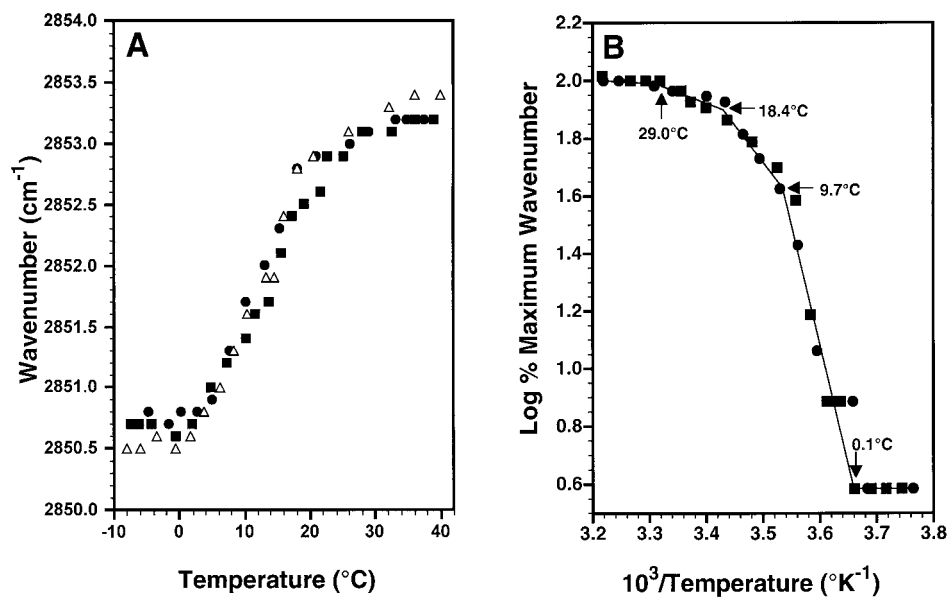 A
Wavenumber (cm-1)
2854.0
2853.5
2853.0
2852.5
2852.0
2851.5
2851.0
2850.5
2850.0
-10 0 10 20 30 40
Temperature (°C)
B
Log % Maximum Wavenumber
2.2
2.0
1.8
1.6
1.4
1.2
1.0
0.8
0.6
29.0°C
18.4°C
9.7°C
0.1°C
3.2 3.3 3.4 3.5 3.6 3.7 3.8
10³/Temperature (°K⁻¹)